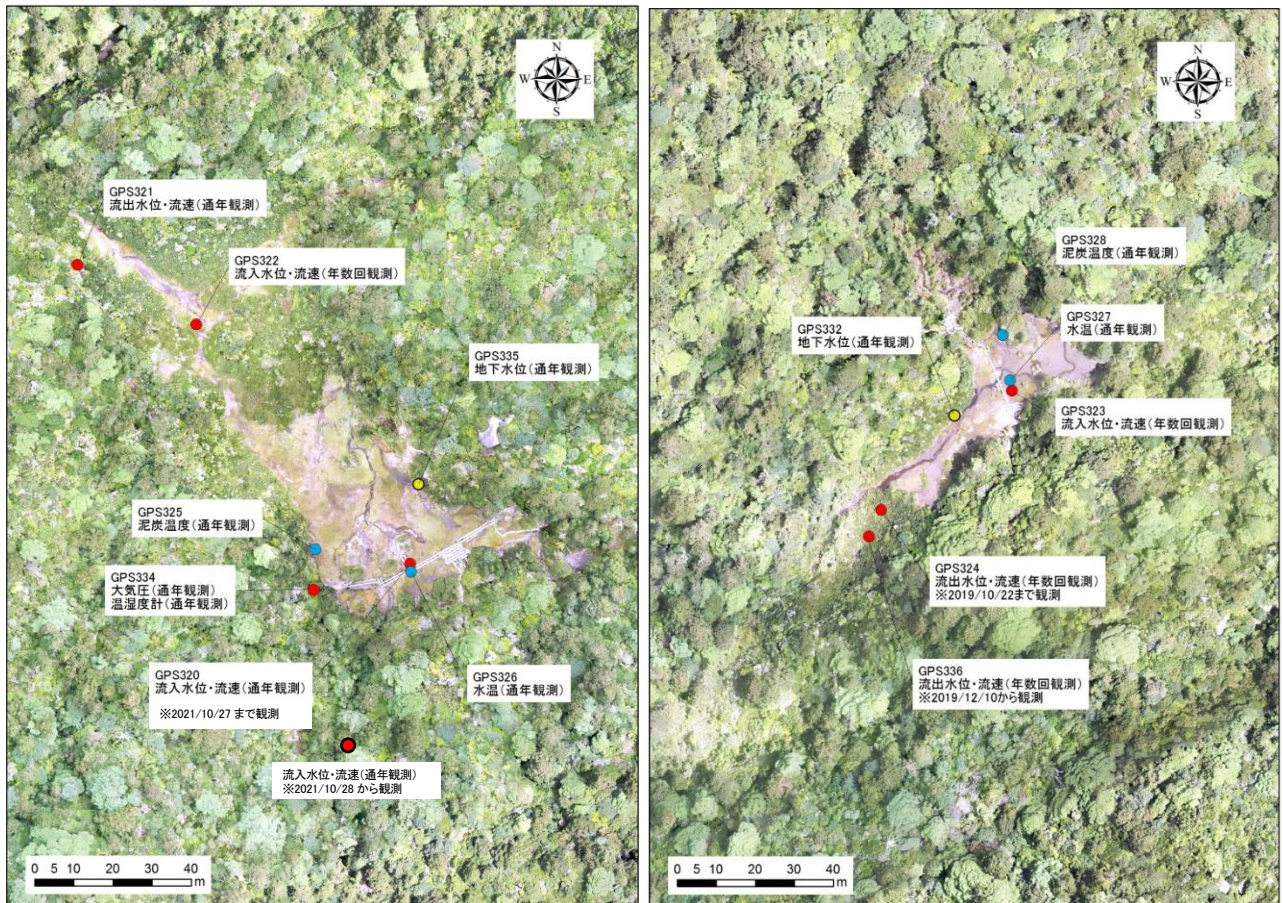 N
W E
S
GPS321
流出水位・流速(通年観測)
GPS322
流入水位・流速(年数回観測)
GPS335
地下水位(通年観測)
GPS325
泥炭温度(通年観測)
GPS334
大気圧(通年観測)
温湿度計(通年観測)
GPS320
流入水位・流速(通年観測)
※2021/10/27 まで観測
GPS326
水温(通年観測)
流入水位・流速(通年観測)
※2021/10/28 から観測
0 5 10 20 30 40
m
N
W E
S
GPS328
泥炭温度(通年観測)
GPS327
水温(通年観測)
GPS332
地下水位(通年観測)
GPS323
流入水位・流速(年数回観測)
GPS324
流出水位・流速(年数回観測)
※2019/10/22まで観測
GPS336
流出水位・流速(年数回観測)
※2019/12/10から観測
0 5 10 20 30 40
m